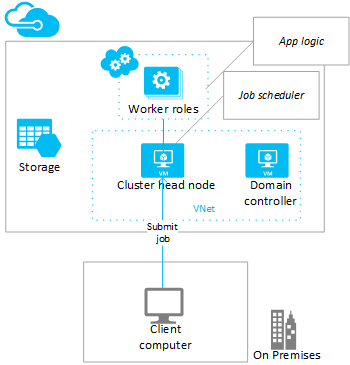 App logic
Job scheduler
Worker roles
Storage
VM
Cluster head node
VM
Domain
controller
VNet
Submit
job
Client
computer
On Premises